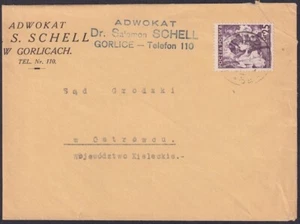 ADWOKAT
Dr. Salomon SCHELL
GORLICE - Telefon 110
ADWOKAT
S. SCHELL
W GORLICACH.
TEL. Nr. 110.
Sąd Grodzki
w Ostrowcu
Województwo Kieleckie.